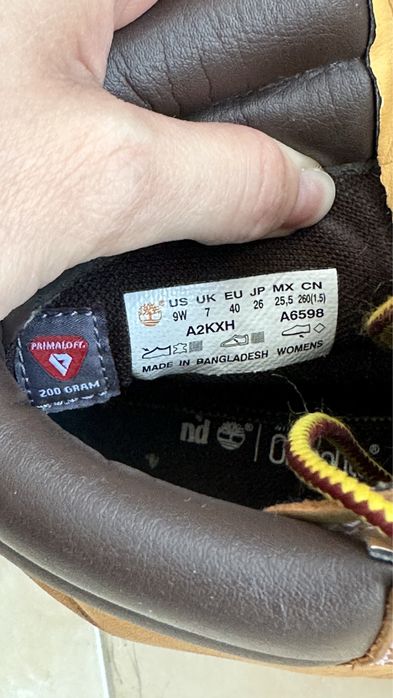 US UK EU JP MX CN
9W 7 40 26 25,5 260(1.5)
A2KXH A6598
MADE IN BANGLADESH WOMENS
PRIMALOFT®
200 GRAM